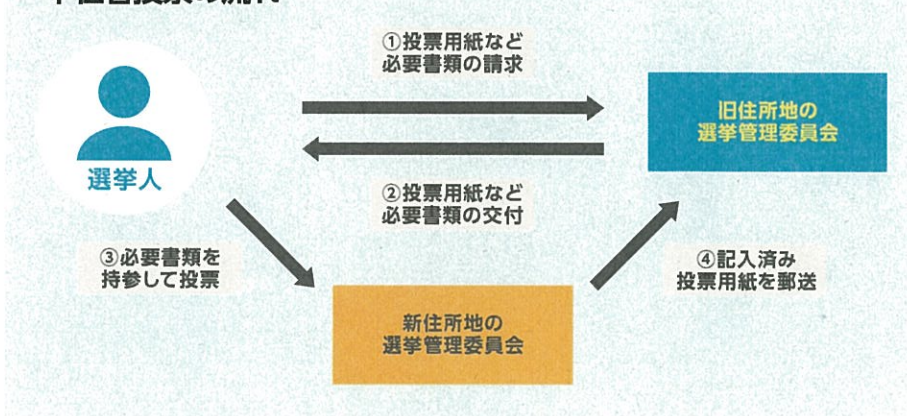 ①投票用紙など
必要書類の請求
旧住所地の
選挙管理委員会
選挙人
②投票用紙など
必要書類の交付
③必要書類を
持参して投票
④記入済み
投票用紙を郵送
新住所地の
選挙管理委員会